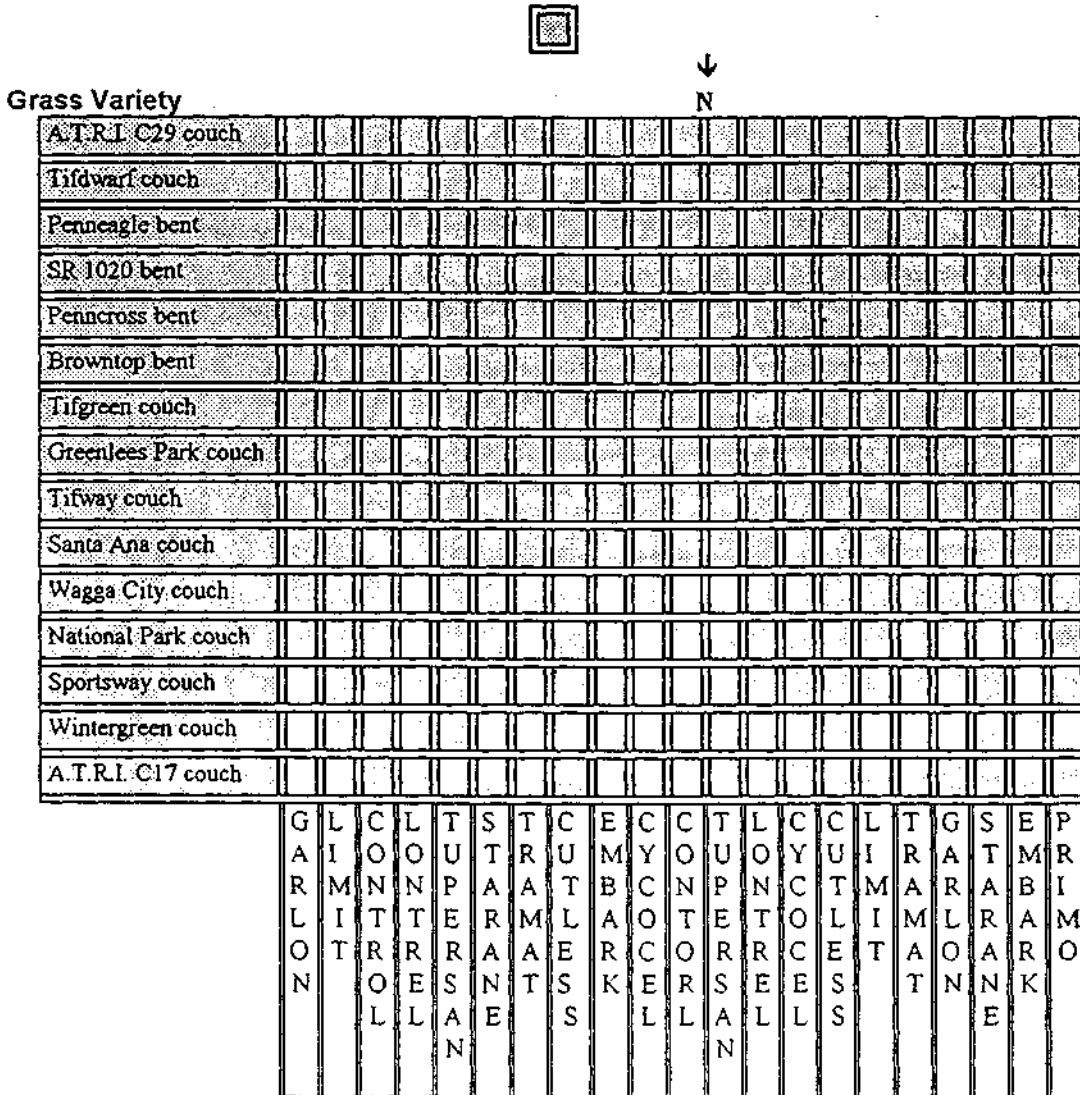 ↓
Grass Variety N
A.T.R.I. C29 couch
Tifdwarf couch
Penneagle bent
SR 1020 bent
Penncross bent
Browntop bent
Tifgreen couch
Greenlees Park couch
Tifway couch
Santa Ana couch
Wagga City couch
National Park couch
Sportsway couch
Wintergreen couch
A.T.R.I. C17 couch
GARLON
LIMIT
CONTROL
LONTREL
TUPERSAN
STARANE
TRAMAT
CUTLESS
EMBARK
CYCOCEL
CONTORL
TUPERSAN
LONTREL
CYCOCEL
CUTLESS
LIMIT
TRAMAT
GARLON
STARANE
EMBARK
PRIMO